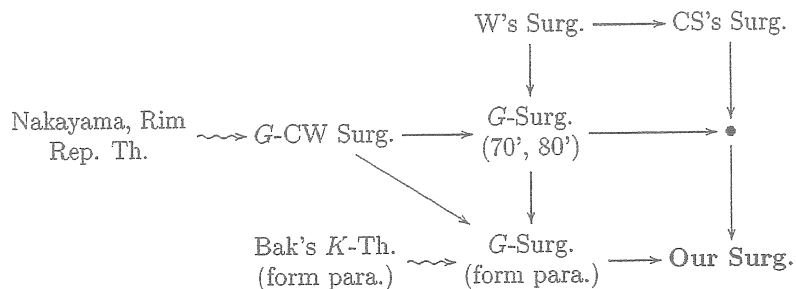 W's Surg.
CS's Surg.
Nakayama, Rim
Rep. Th.
G-CW Surg.
G-Surg.
(70', 80')
Bak's K-Th.
(form para.)
G-Surg.
(form para.)
Our Surg.